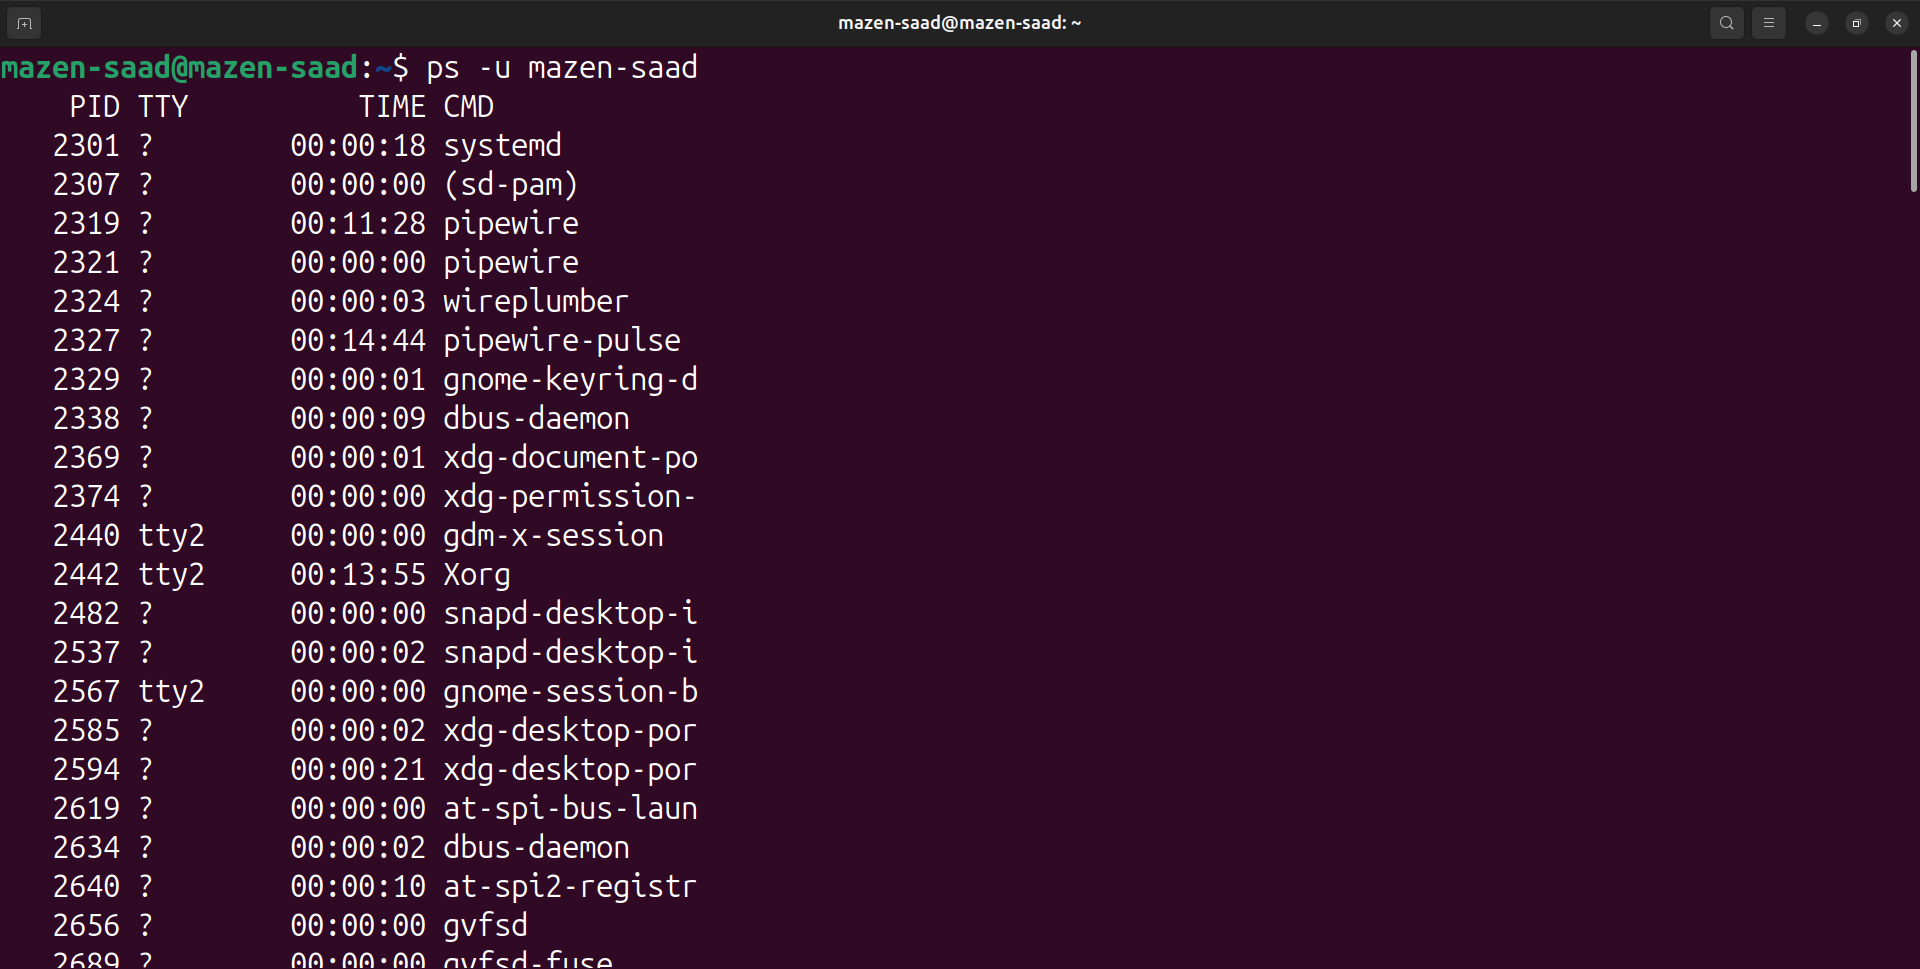 mazen-saad@mazen-saad: ~
mazen-saad@mazen-saad:~$ ps -u mazen-saad
    PID TTY          TIME CMD
   2301 ?        00:00:18 systemd
   2307 ?        00:00:00 (sd-pam)
   2319 ?        00:11:28 pipewire
   2321 ?        00:00:00 pipewire
   2324 ?        00:00:03 wireplumber
   2327 ?        00:14:44 pipewire-pulse
   2329 ?        00:00:01 gnome-keyring-d
   2338 ?        00:00:09 dbus-daemon
   2369 ?        00:00:01 xdg-document-po
   2374 ?        00:00:00 xdg-permission-
   2440 tty2     00:00:00 gdm-x-session
   2442 tty2     00:13:55 Xorg
   2482 ?        00:00:00 snapd-desktop-i
   2537 ?        00:00:02 snapd-desktop-i
   2567 tty2     00:00:00 gnome-session-b
   2585 ?        00:00:02 xdg-desktop-por
   2594 ?        00:00:21 xdg-desktop-por
   2619 ?        00:00:00 at-spi-bus-laun
   2634 ?        00:00:02 dbus-daemon
   2640 ?        00:00:10 at-spi2-registr
   2656 ?        00:00:00 gvfsd
   2689 ?        00:00:00 gvfsd-fuse